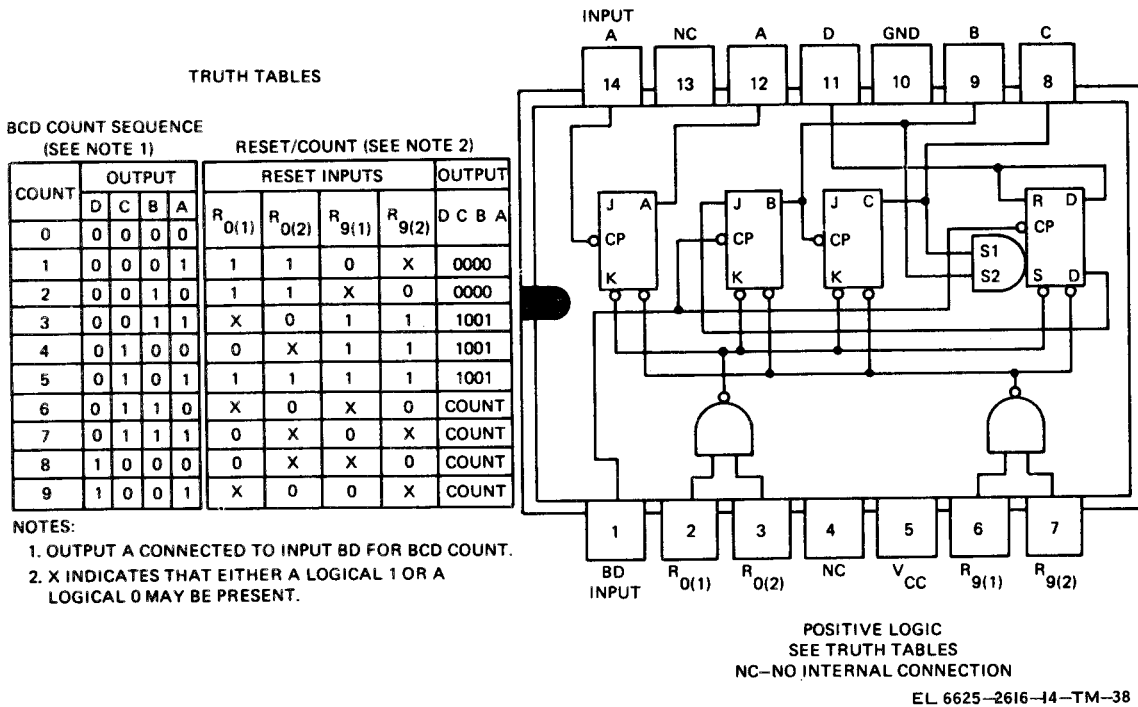 TRUTH TABLES
BCD COUNT SEQUENCE
(SEE NOTE 1)
COUNT OUTPUT
D C B A
0 0 0 0 0
1 0 0 0 1
2 0 0 1 0
3 0 0 1 1
4 0 1 0 0
5 0 1 0 1
6 0 1 1 0
7 0 1 1 1
8 1 0 0 0
9 1 0 0 1
RESET/COUNT (SEE NOTE 2)
RESET INPUTS OUTPUT
R0(1) R0(2) R9(1) R9(2) D C B A
1 1 0 X 0000
1 1 X 0 0000
X 0 1 1 1001
0 X 1 1 1001
1 1 1 1 1001
X 0 X 0 COUNT
0 X 0 X COUNT
0 X X 0 COUNT
X 0 0 X COUNT
NOTES:
1. OUTPUT A CONNECTED TO INPUT BD FOR BCD COUNT.
2. X INDICATES THAT EITHER A LOGICAL 1 OR A
LOGICAL 0 MAY BE PRESENT.
INPUT
A NC A D GND B C
14 13 12 11 10 9 8
J A J B J C R D
CP CP CP CP
S1
S2
K K K S D
1 2 3 4 5 6 7
BD
INPUT R0(1) R0(2) NC VCC R9(1) R9(2)
POSITIVE LOGIC
SEE TRUTH TABLES
NC—NO INTERNAL CONNECTION
EL 6625-2616-14-TM-38